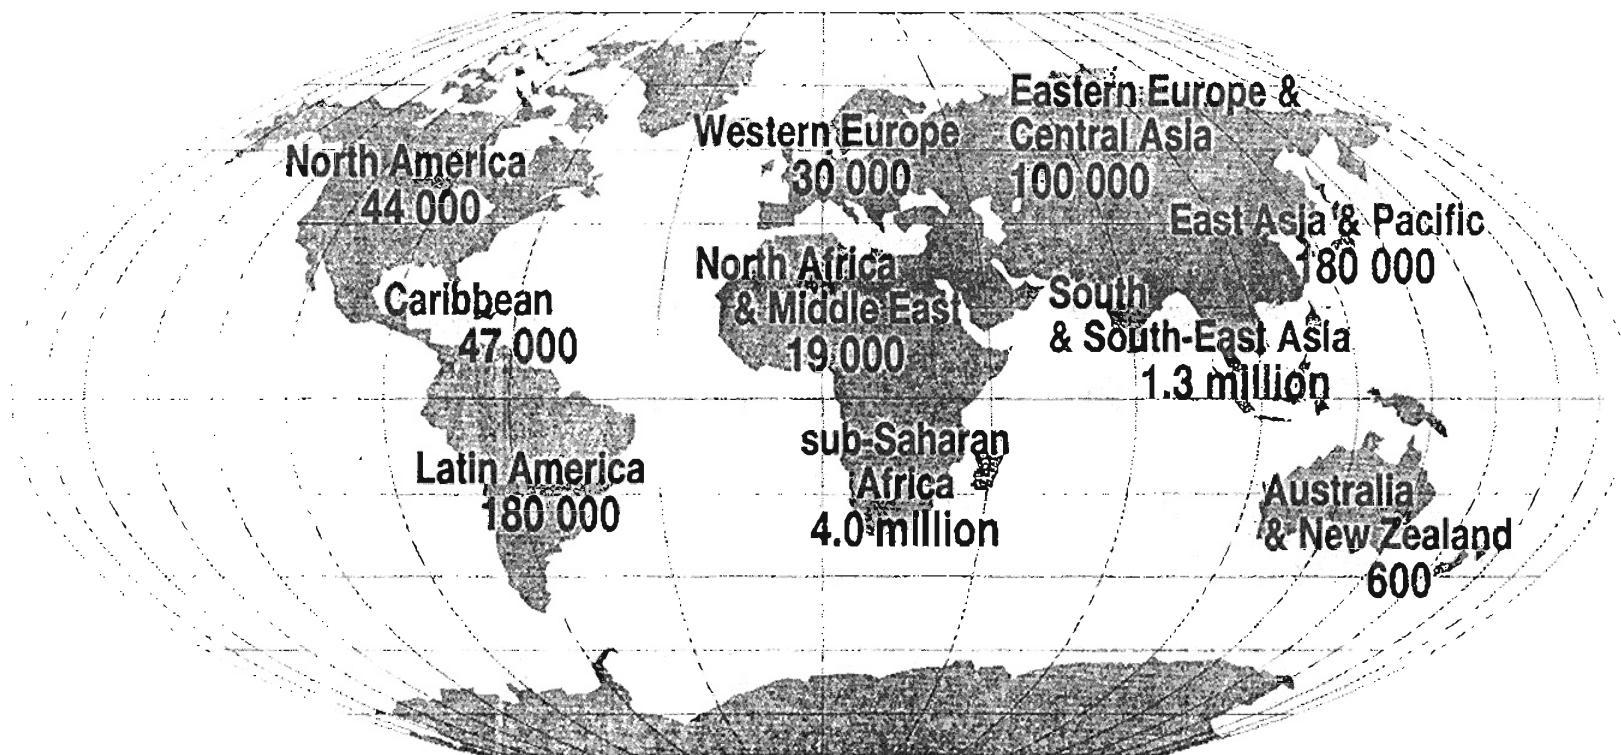 Eastern Europe &
Central Asia
100 000
Western Europe
30 000
North America
44 000
East Asia & Pacific
180 000
North Africa
& Middle East
19 000
South
& South-East Asia
1.3 million
Caribbean
47 000
sub-Saharan
Africa
4.0 million
Latin America
180 000
Australia
& New Zealand
600